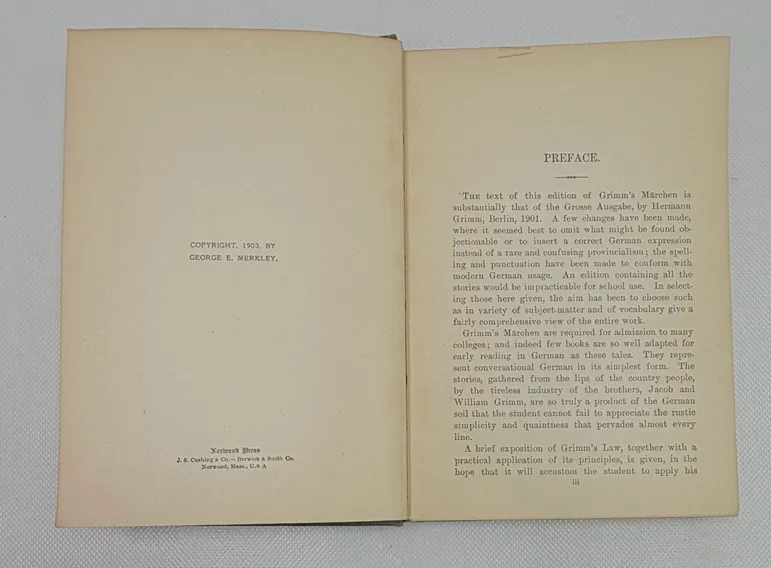 COPYRIGHT, 1903, BY
GEORGE E. MERKLEY.
Norwood Press
J. S. Cushing & Co. — Berwick & Smith Co.
Norwood, Mass., U.S.A
PREFACE.
THE text of this edition of Grimm's Märchen is
substantially that of the Grosse Ausgabe, by Hermann
Grimm, Berlin, 1901. A few changes have been made,
where it seemed best to omit what might be found ob-
jectionable or to insert a correct German expression
instead of a rare and confusing provincialism; the spell-
ing and punctuation have been made to conform with
modern German usage. An edition containing all the
stories would be impracticable for school use. In select-
ing those here given, the aim has been to choose such
as in variety of subject-matter and of vocabulary give a
fairly comprehensive view of the entire work.
Grimm's Märchen are required for admission to many
colleges; and indeed few books are so well adapted for
early reading in German as these tales. They repre-
sent conversational German in its simplest form. The
stories, gathered from the lips of the country people,
by the tireless industry of the brothers, Jacob and
William Grimm, are so truly a product of the German
soil that the student cannot fail to appreciate the rustic
simplicity and quaintness that pervades almost every
line.
A brief exposition of Grimm's Law, together with a
practical application of its principles, is given, in the
hope that it will accustom the student to apply his
iii